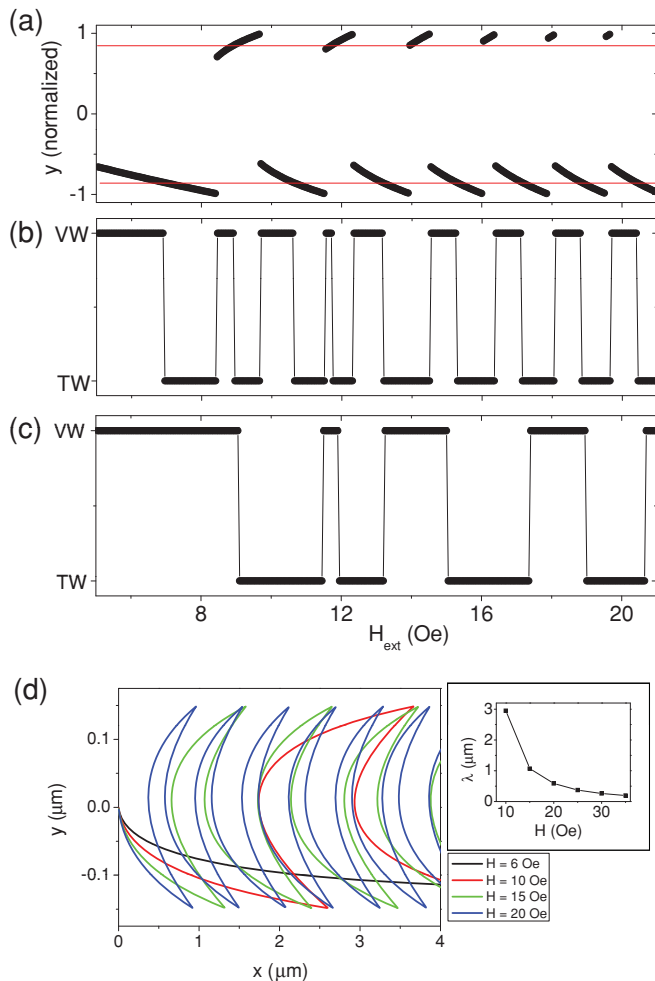 (a)
y (normalized)
1
0
-1
(b)
VW
TW
(c)
VW
TW
8 12 16 20
H_ext (Oe)
(d)
y (µm)
0.1
0.0
-0.1
0 1 2 3 4
x (µm)
λ (µm)
3
2
1
0
10 20 30
H (Oe)
H = 6 Oe
H = 10 Oe
H = 15 Oe
H = 20 Oe